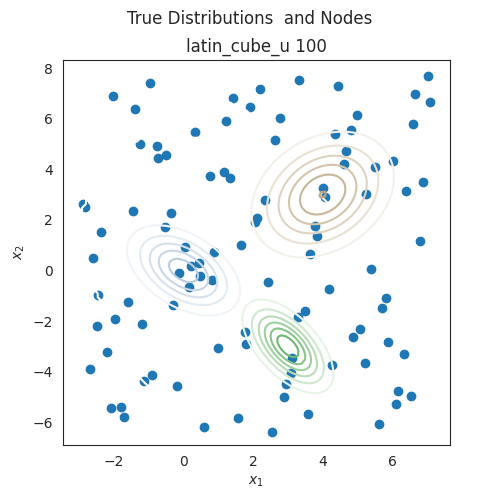 True Distributions and Nodes
latin_cube_u 100
8
6
4
2
0
−2
−4
−6
x₂
−2 0 2 4 6
x₁